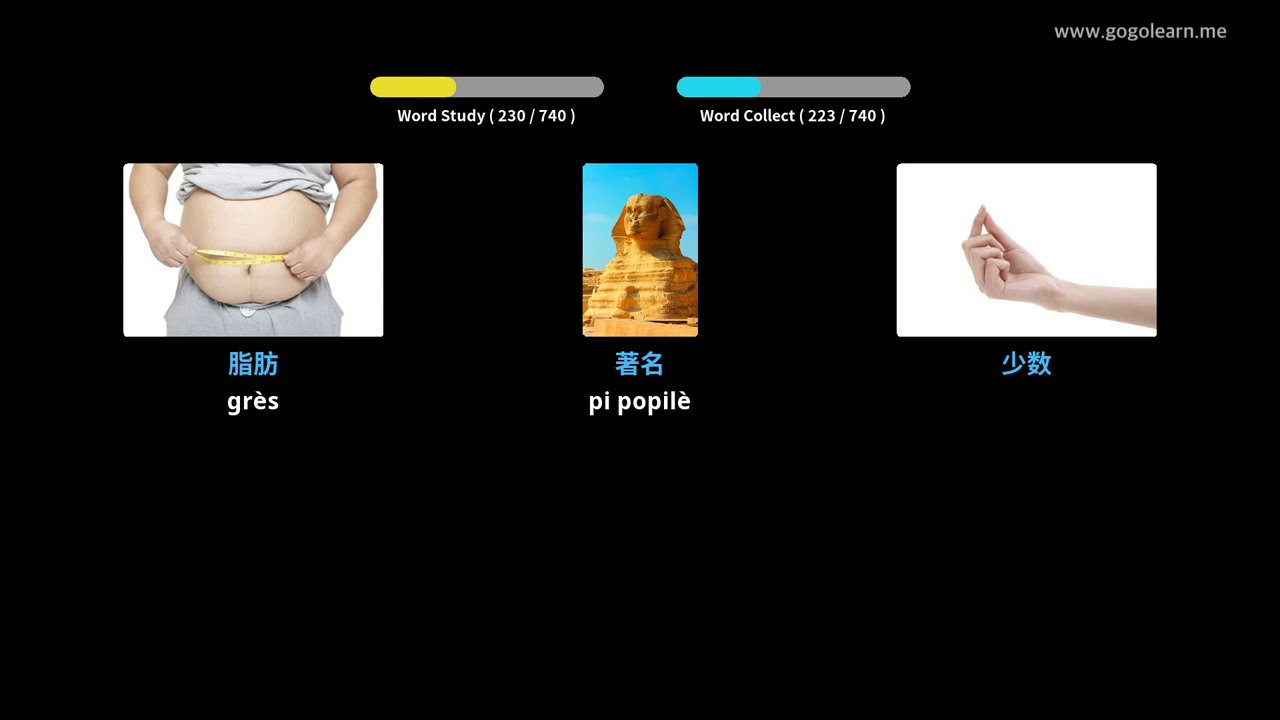 www.gogolearn.me
Word Study ( 230 / 740 )
Word Collect ( 223 / 740 )
脂肪
著名
少数
grès
pi popilè